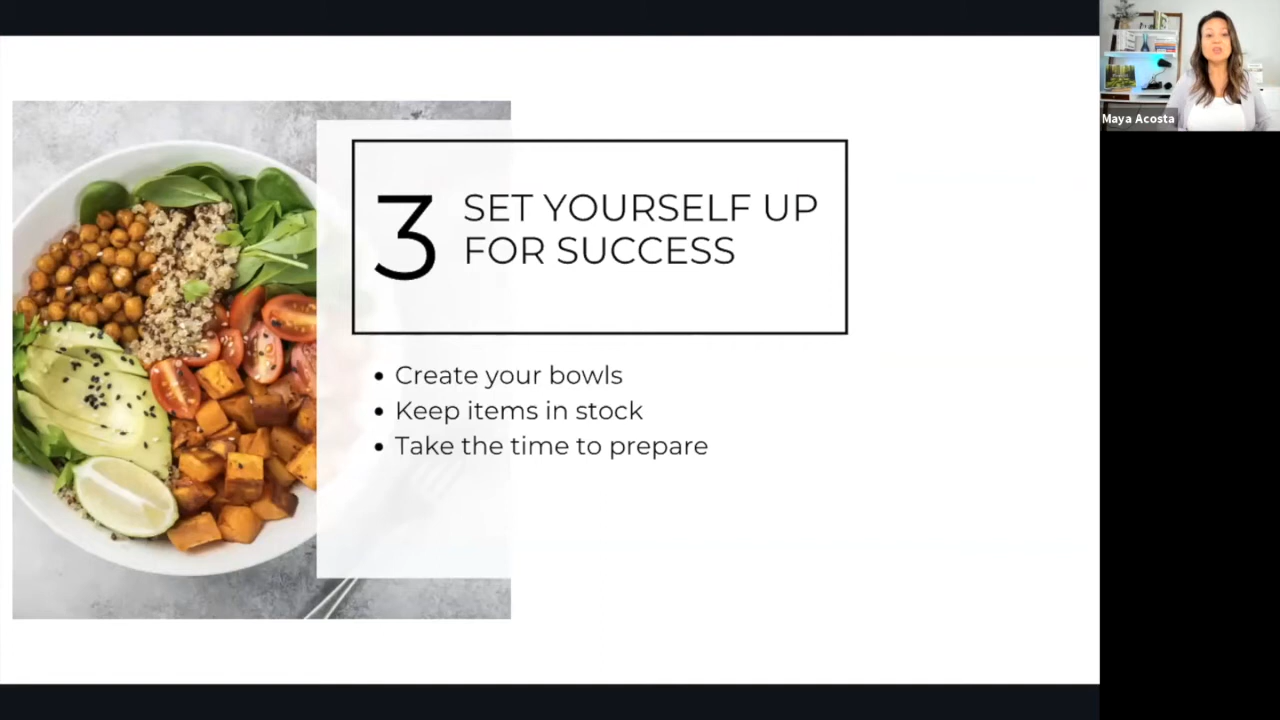 3
SET YOURSELF UP
FOR SUCCESS
• Create your bowls
• Keep items in stock
• Take the time to prepare
Maya Acosta